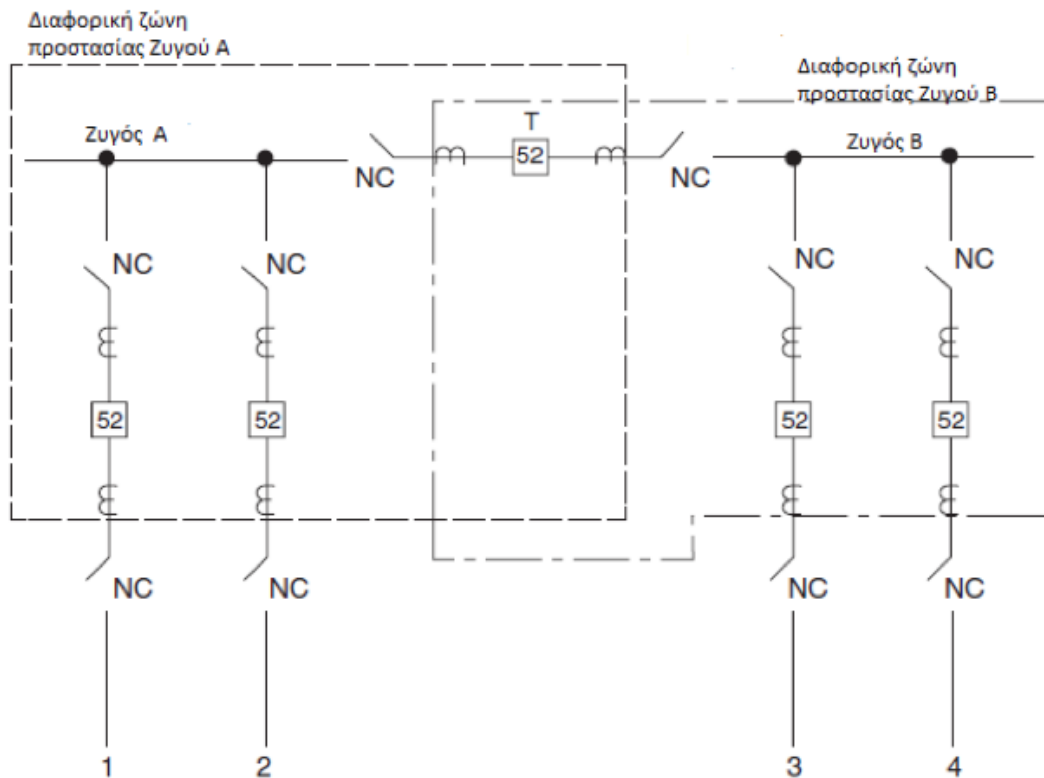 Διαφορική ζώνη
προστασίας Ζυγού Α
Διαφορική ζώνη
προστασίας Ζυγού Β
Ζυγός Α
T
52
Ζυγός Β
NC
NC
NC
NC
NC
NC
52
52
52
52
NC
NC
NC
NC
1
2
3
4